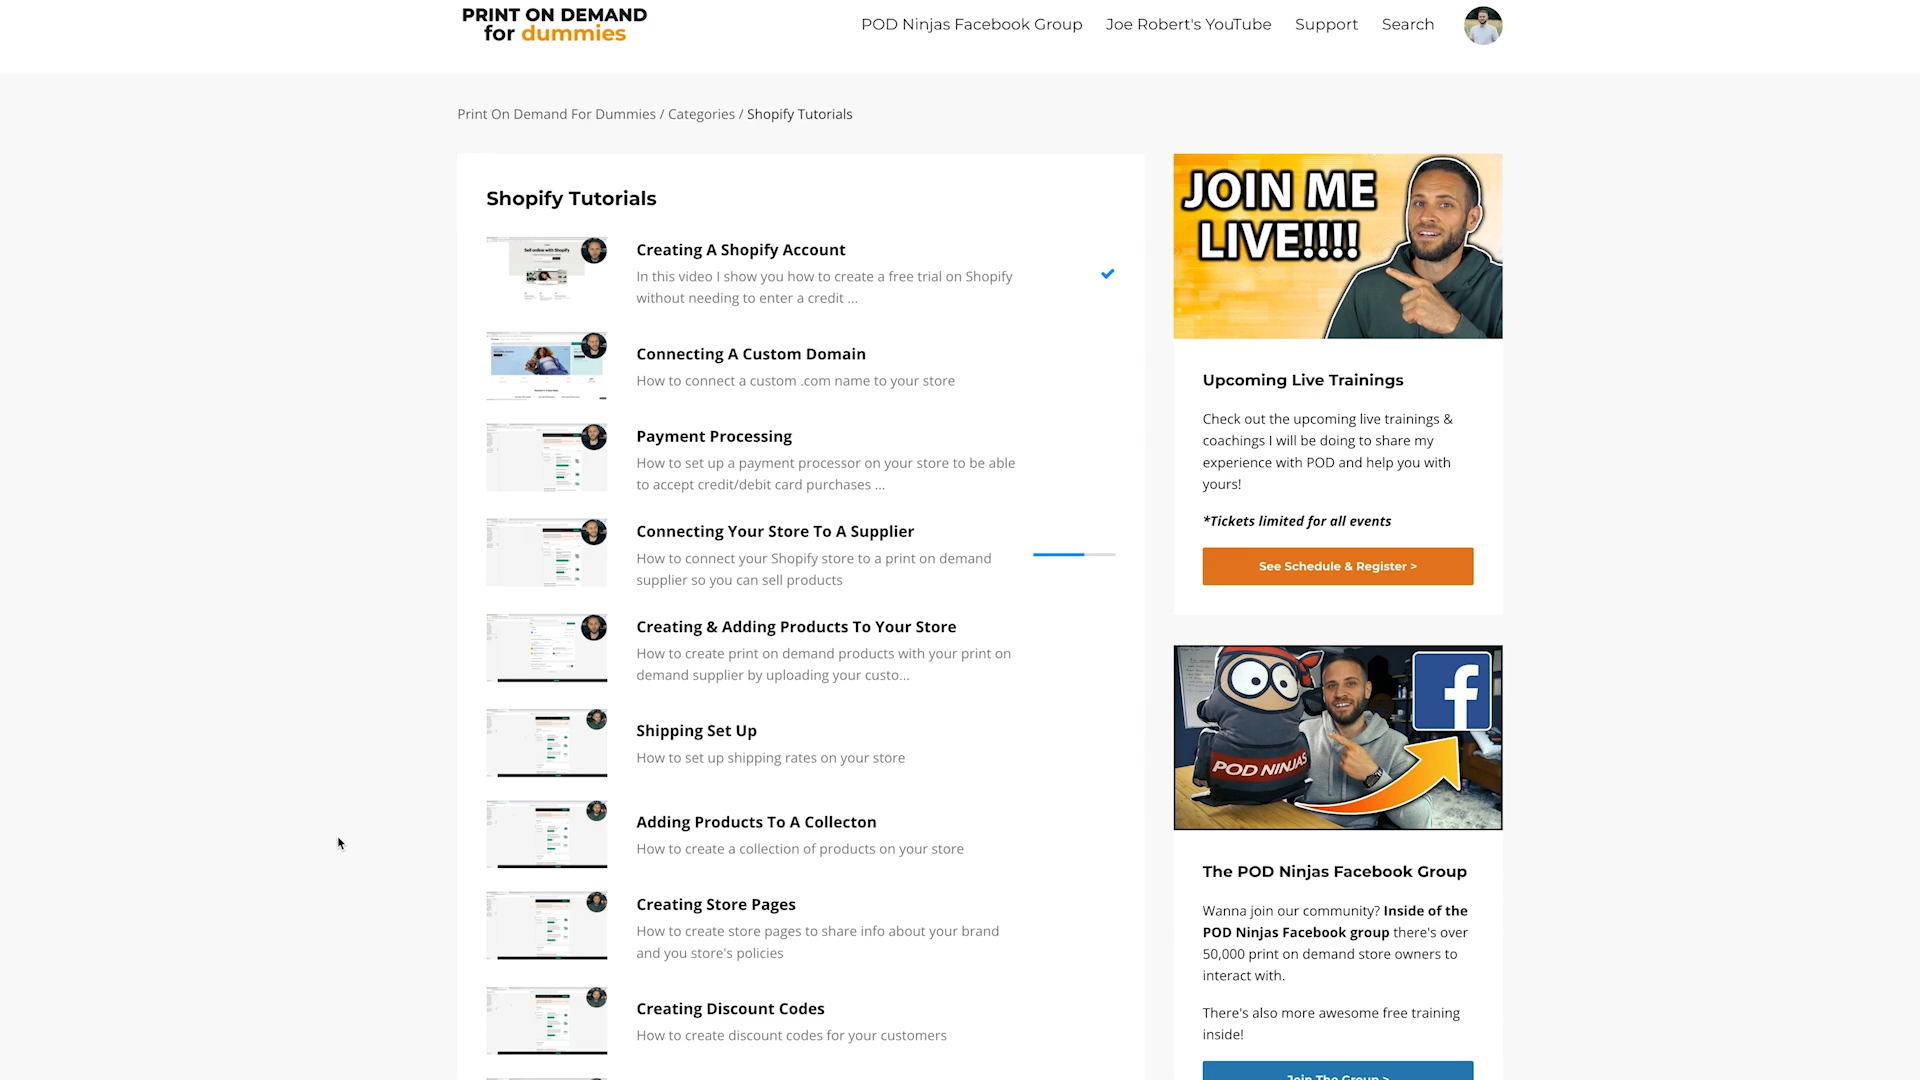 PRINT ON DEMAND
for dummies
POD Ninjas Facebook Group
Joe Robert's YouTube
Support
Search
Print On Demand For Dummies / Categories / Shopify Tutorials
Shopify Tutorials
Creating A Shopify Account
In this video I show you how to create a free trial on Shopify
without needing to enter a credit ...
Connecting A Custom Domain
How to connect a custom .com name to your store
Payment Processing
How to set up a payment processor on your store to be able
to accept credit/debit card purchases ...
Connecting Your Store To A Supplier
How to connect your Shopify store to a print on demand
supplier so you can sell products
Creating & Adding Products To Your Store
How to create print on demand products with your print on
demand supplier by uploading your custo...
Shipping Set Up
How to set up shipping rates on your store
Adding Products To A Collecton
How to create a collection of products on your store
Creating Store Pages
How to create store pages to share info about your brand
and you store's policies
Creating Discount Codes
How to create discount codes for your customers
JOIN ME
LIVE!!!!
Upcoming Live Trainings
Check out the upcoming live trainings &
coachings I will be doing to share my
experience with POD and help you with
yours!
*Tickets limited for all events
See Schedule & Register >
POD NINJAS
The POD Ninjas Facebook Group
Wanna join our community? Inside of the
POD Ninjas Facebook group there's over
50,000 print on demand store owners to
interact with.
There's also more awesome free training
inside!
Join The Group >